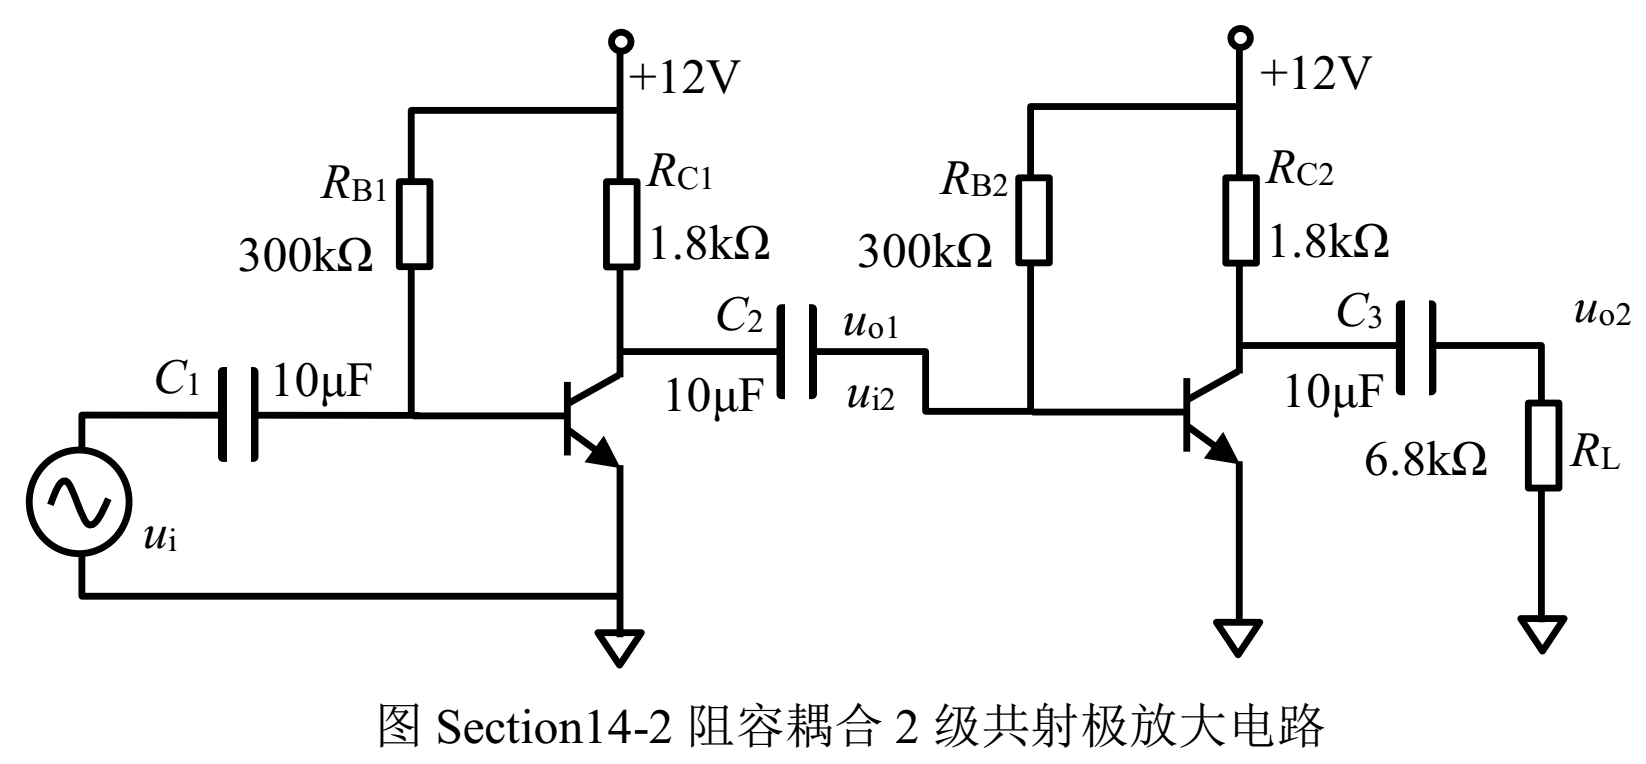 +12V
+12V
RB1
RC1
RB2
RC2
300kΩ
1.8kΩ
300kΩ
1.8kΩ
C1
10μF
C2
10μF
uo1
ui2
C3
10μF
uo2
6.8kΩ
RL
ui
图 Section14-2 阻容耦合 2 级共射极放大电路